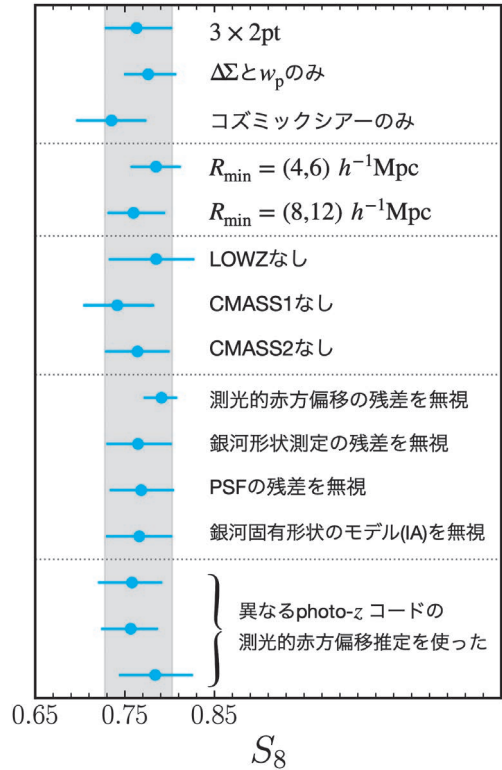 3 × 2pt
ΔΣとw_pのみ
コズミックシアーのみ
R_min = (4,6) h^{-1}Mpc
R_min = (8,12) h^{-1}Mpc
LOWZなし
CMASS1なし
CMASS2なし
測光的赤方偏移の残差を無視
銀河形状測定の残差を無視
PSFの残差を無視
銀河固有形状のモデル(IA)を無視
異なるphoto-z コードの
測光的赤方偏移推定を使った
0.65 0.75 0.85
S_8